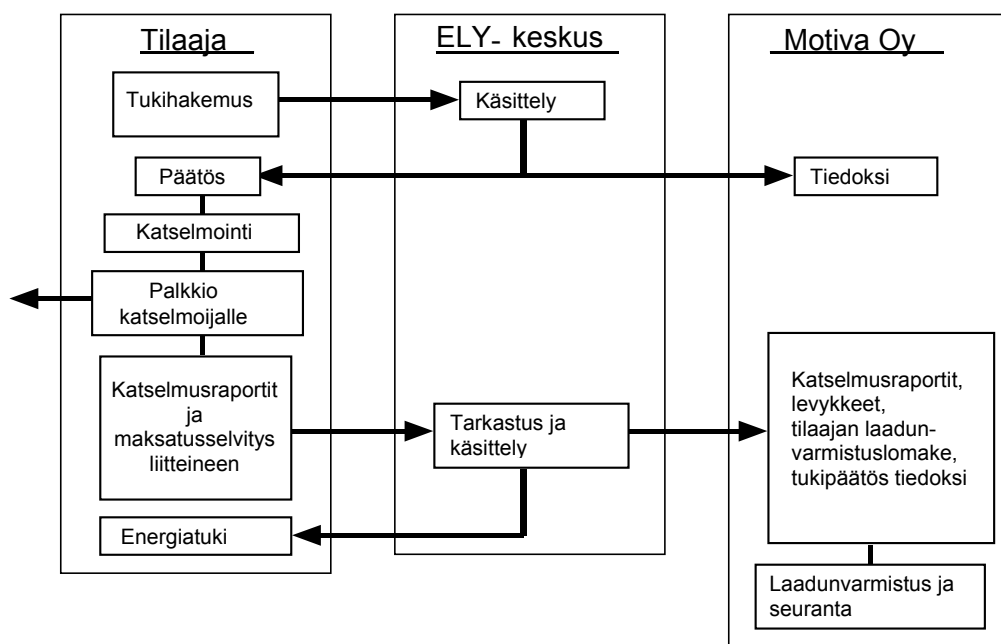 Tilaaja
Tukihakemus
Päätös
Katselmointi
Palkkio
katselmoijalle
Katselmusraportit
ja
maksatusselvitys
liitteineen
Energiatuki
ELY- keskus
Käsittely
Tarkastus ja
käsittely
Motiva Oy
Tiedoksi
Katselmusraportit,
levykkeet,
tilaajan laadun-
varmistuslomake,
tukipäätös tiedoksi
Laadunvarmistus ja
seuranta